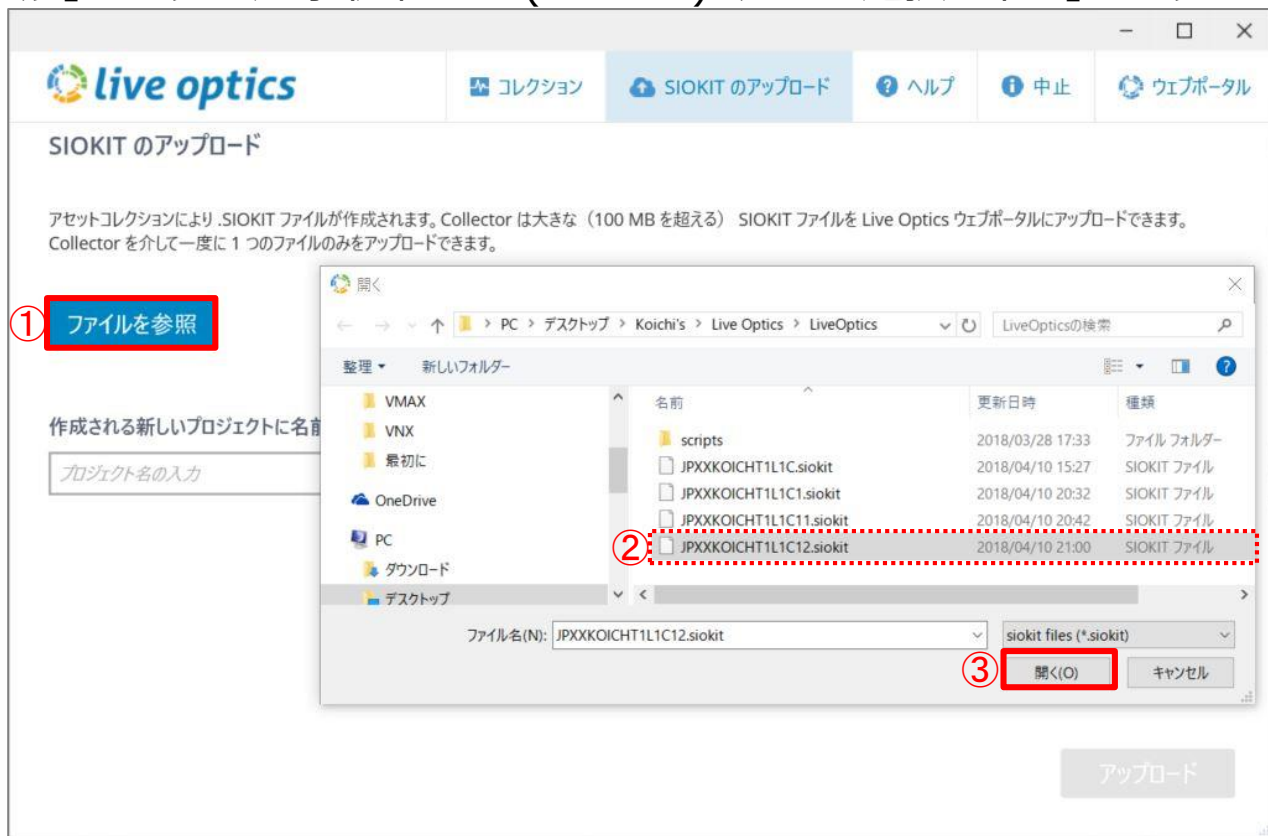 live optics
コレクション
SIOKIT のアップロード
ヘルプ
中止
ウェブポータル
SIOKIT のアップロード
アセットコレクションにより .SIOKIT ファイルが作成されます。Collector は大きな（100 MB を超える） SIOKIT ファイルを Live Optics ウェブポータルにアップロードできます。
Collector を介して一度に 1 つのファイルのみをアップロードできます。
① ファイルを参照
作成される新しいプロジェクトに名前
プロジェクト名の入力
開く
PC > デスクトップ > Koichi's > Live Optics > LiveOptics
LiveOpticsの検索
整理 新しいフォルダー
VMAX
VNX
最初に
OneDrive
PC
ダウンロード
デスクトップ
名前 更新日時 種類
scripts 2018/03/28 17:33 ファイル フォルダー
JPXXKOICHT1L1C.siokit 2018/04/10 15:27 SIOKIT ファイル
JPXXKOICHT1L1C1.siokit 2018/04/10 20:32 SIOKIT ファイル
JPXXKOICHT1L1C11.siokit 2018/04/10 20:42 SIOKIT ファイル
② JPXXKOICHT1L1C12.siokit 2018/04/10 21:00 SIOKIT ファイル
ファイル名(N): JPXXKOICHT1L1C12.siokit
siokit files (*.siokit)
③ 開く(O) キャンセル
アップロード